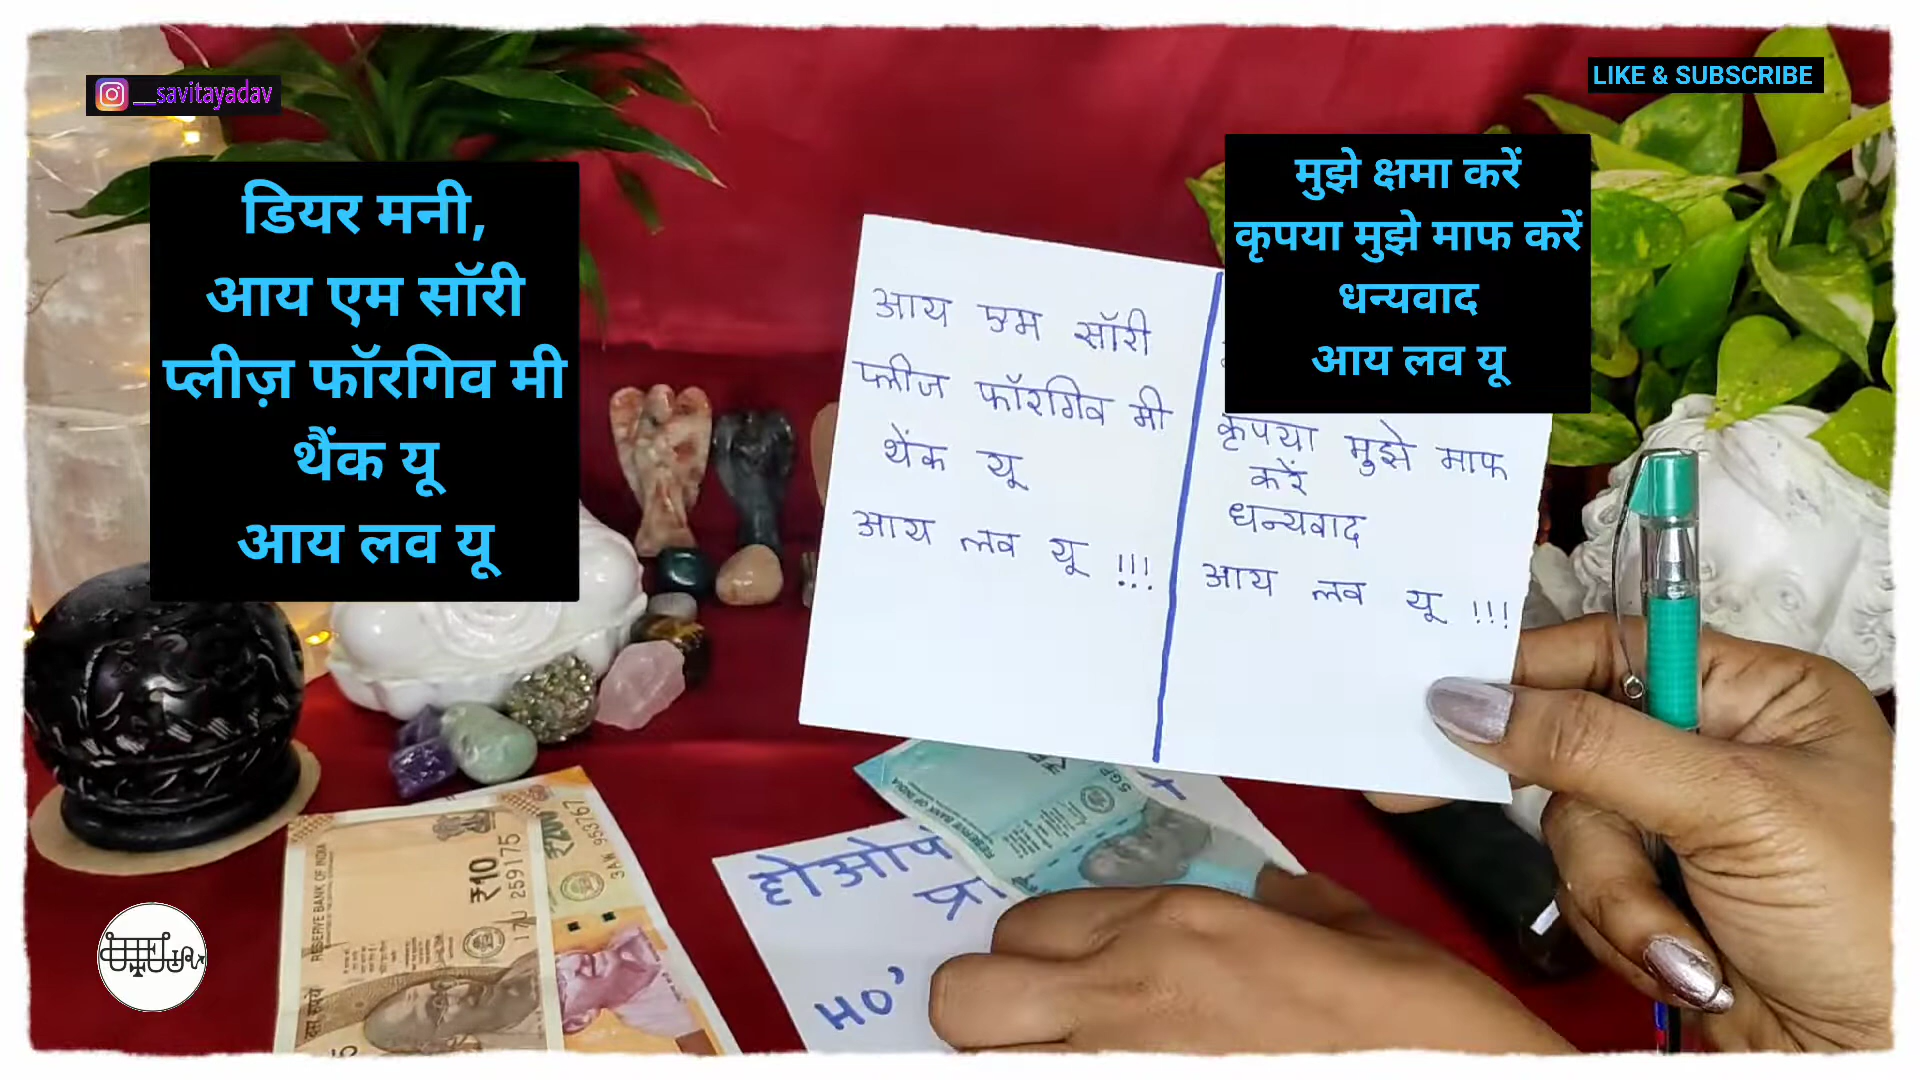 __savitayadav
LIKE & SUBSCRIBE
डियर मनी,
आय एम सॉरी
प्लीज़ फॉरगिव मी
थैंक यू
आय लव यू
मुझे क्षमा करें
कृपया मुझे माफ करें
धन्यवाद
आय लव यू
आय एम सॉरी
प्लीज फॉरगिव मी
थेंक यू
आय लव यू !!!
कृपया मुझे माफ
करें
धन्यवाद
आय लव यू !!!
RESERVE BANK OF INDIA
₹10
17U 259175
3AW 953767
होओप
HO'